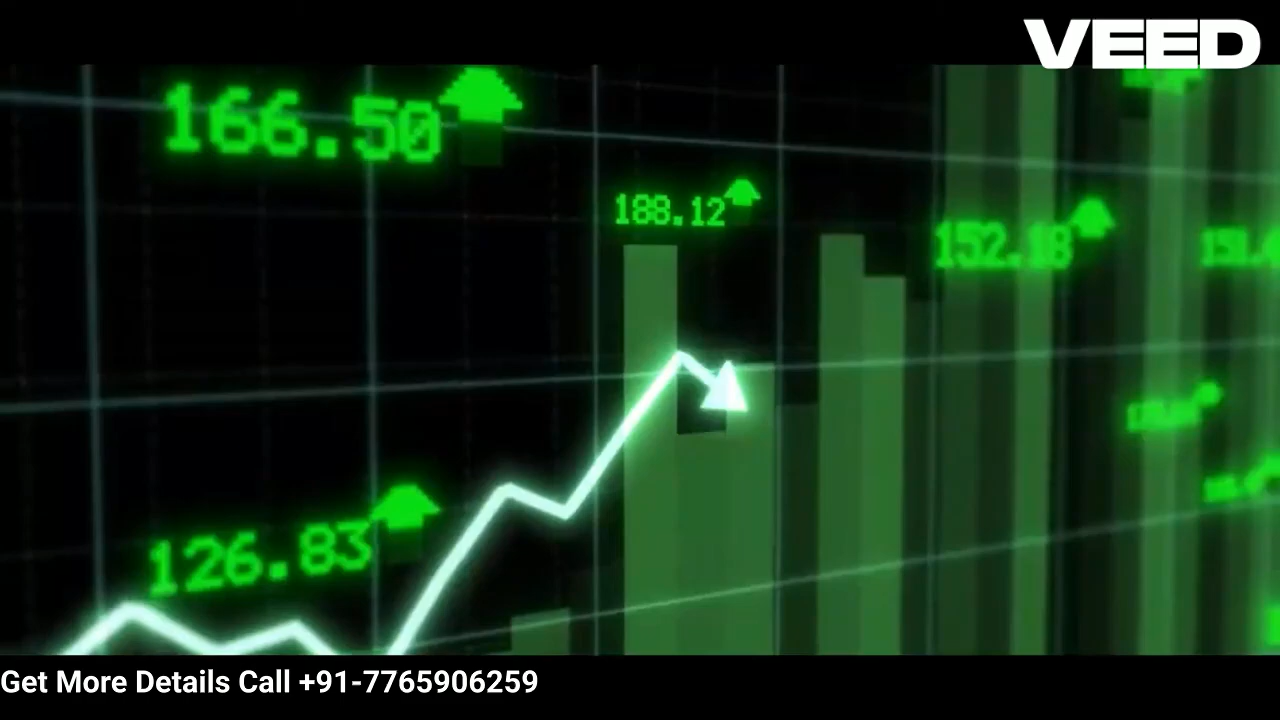 VEED
166.50
188.12
152.18
126.83
Get More Details Call +91-7765906259